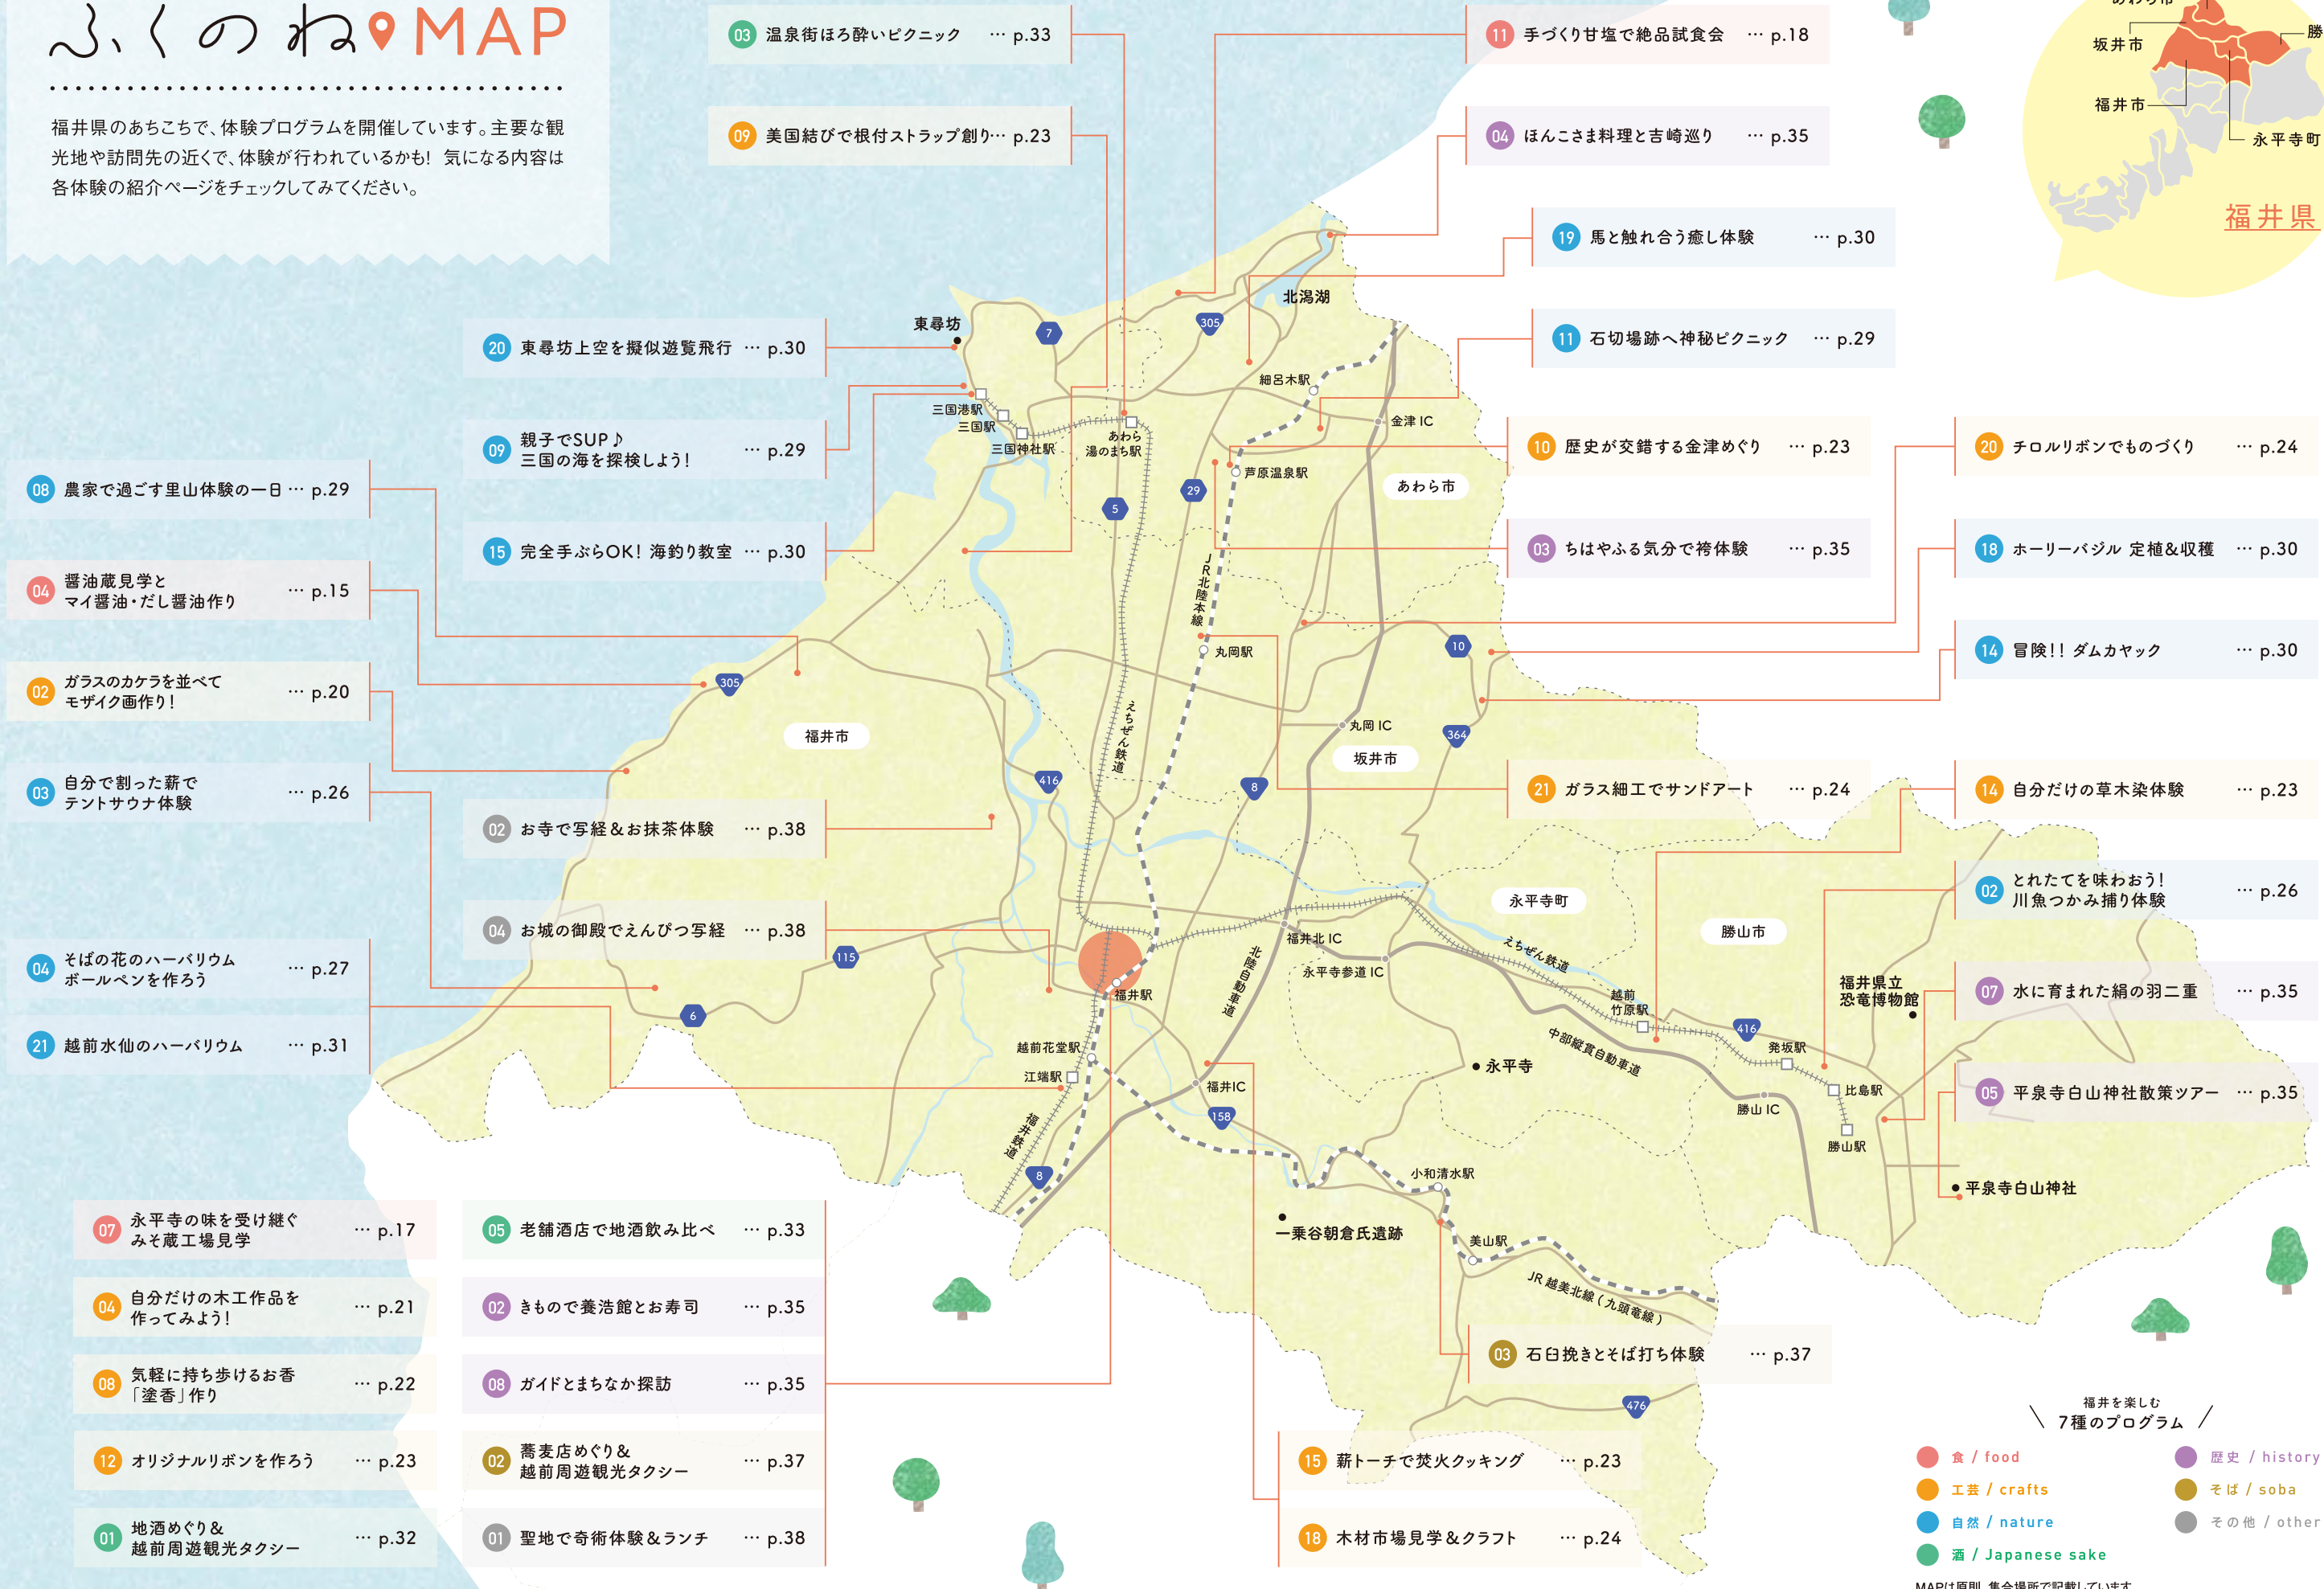 ふくのね MAP
福井県のあちこちで、体験プログラムを開催しています。主要な観
光地や訪問先の近くで、体験が行われているかも！ 気になる内容は
各体験の紹介ページをチェックしてみてください。
03 温泉街ほろ酔いピクニック … p.33
09 美国結びで根付ストラップ創り… p.23
11 手づくり甘塩で絶品試食会 … p.18
04 ほんこさま料理と吉崎巡り … p.35
19 馬と触れ合う癒し体験 … p.30
11 石切場跡へ神秘ピクニック … p.29
坂井市
福井市
永平寺町
福井県
20 東尋坊上空を擬似遊覧飛行 … p.30
09 親子でSUP♪
三国の海を探検しよう！ … p.29
15 完全手ぶらOK！ 海釣り教室 … p.30
08 農家で過ごす里山体験の一日 … p.29
04 醤油蔵見学と
マイ醤油・だし醤油作り … p.15
02 ガラスのカケラを並べて
モザイク画作り！ … p.20
03 自分で割った薪で
テントサウナ体験 … p.26
02 お寺で写経＆お抹茶体験 … p.38
04 お城の御殿でえんぴつ写経 … p.38
04 そばの花のハーバリウム
ボールペンを作ろう … p.27
21 越前水仙のハーバリウム … p.31
10 歴史が交錯する金津めぐり … p.23
03 ちはやふる気分で袴体験 … p.35
20 チロルリボンでものづくり … p.24
18 ホーリーバジル 定植＆収穫 … p.30
14 冒険！！ ダムカヤック … p.30
21 ガラス細工でサンドアート … p.24
14 自分だけの草木染体験 … p.23
02 とれたてを味わおう！
川魚つかみ捕り体験 … p.26
07 水に育まれた絹の羽二重 … p.35
05 平泉寺白山神社散策ツアー … p.35
東尋坊
北潟湖
7
305
細呂木駅
金津 IC
三国港駅
三国駅
三国神社駅
あわら
湯のまち駅
芦原温泉駅
あわら市
29
5
JR北陸本線
丸岡駅
10
305
えちぜん鉄道
福井市
丸岡 IC
364
坂井市
416
8
永平寺町
勝山市
福井北 IC
115
北陸自動車道
永平寺参道 IC
えちぜん鉄道
福井県立
恐竜博物館
福井駅
越前
竹原駅
6
416
中部縦貫自動車道
発坂駅
越前花堂駅
永平寺
江端駅
福井IC
比島駅
勝山 IC
158
勝山駅
福井鉄道
8
小和清水駅
平泉寺白山神社
一乗谷朝倉氏遺跡
美山駅
JR 越美北線 ( 九頭竜線 )
476
07 永平寺の味を受け継ぐ
みそ蔵工場見学 … p.17
04 自分だけの木工作品を
作ってみよう！ … p.21
08 気軽に持ち歩けるお香
「塗香」作り … p.22
12 オリジナルリボンを作ろう … p.23
01 地酒めぐり＆
越前周遊観光タクシー … p.32
05 老舗酒店で地酒飲み比べ … p.33
02 きもので養浩館とお寿司 … p.35
08 ガイドとまちなか探訪 … p.35
02 蕎麦店めぐり＆
越前周遊観光タクシー … p.37
01 聖地で奇術体験＆ランチ … p.38
03 石臼挽きとそば打ち体験 … p.37
15 薪トーチで焚火クッキング … p.23
18 木材市場見学＆クラフト … p.24
福井を楽しむ
7種のプログラム
食 / food
工芸 / crafts
自然 / nature
酒 / Japanese sake
歴史 / history
そば / soba
その他 / other